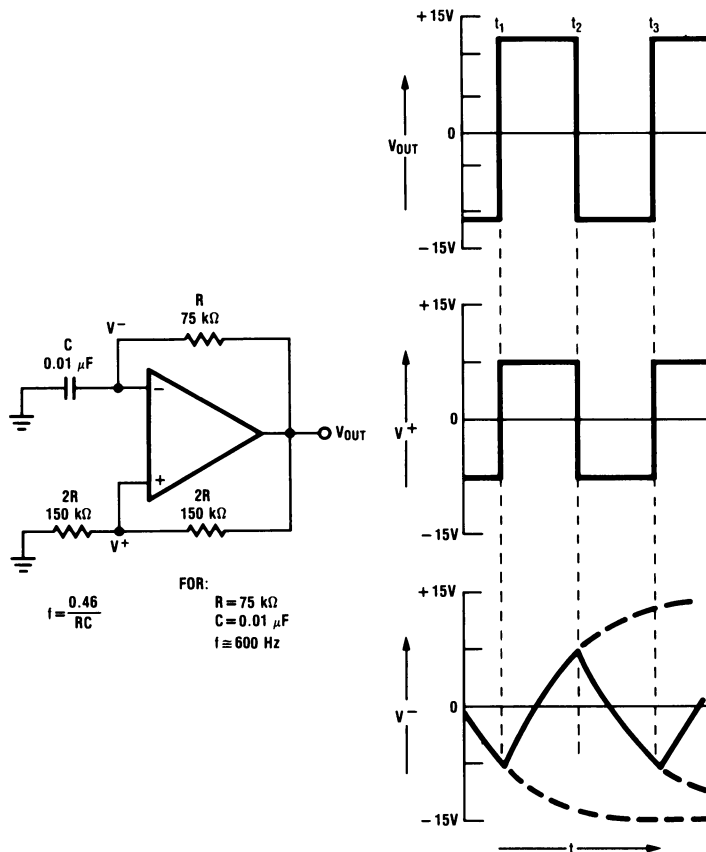 R
75 kΩ
V⁻
C
0.01 µF
−
+
V_OUT
2R
150 kΩ
2R
150 kΩ
V⁺
f = 0.46/RC
FOR:
R = 75 kΩ
C = 0.01 µF
f ≅ 600 Hz
+15V
t₁
t₂
t₃
V_OUT
0
−15V
+15V
V⁺
0
−15V
+15V
V⁻
0
−15V
t